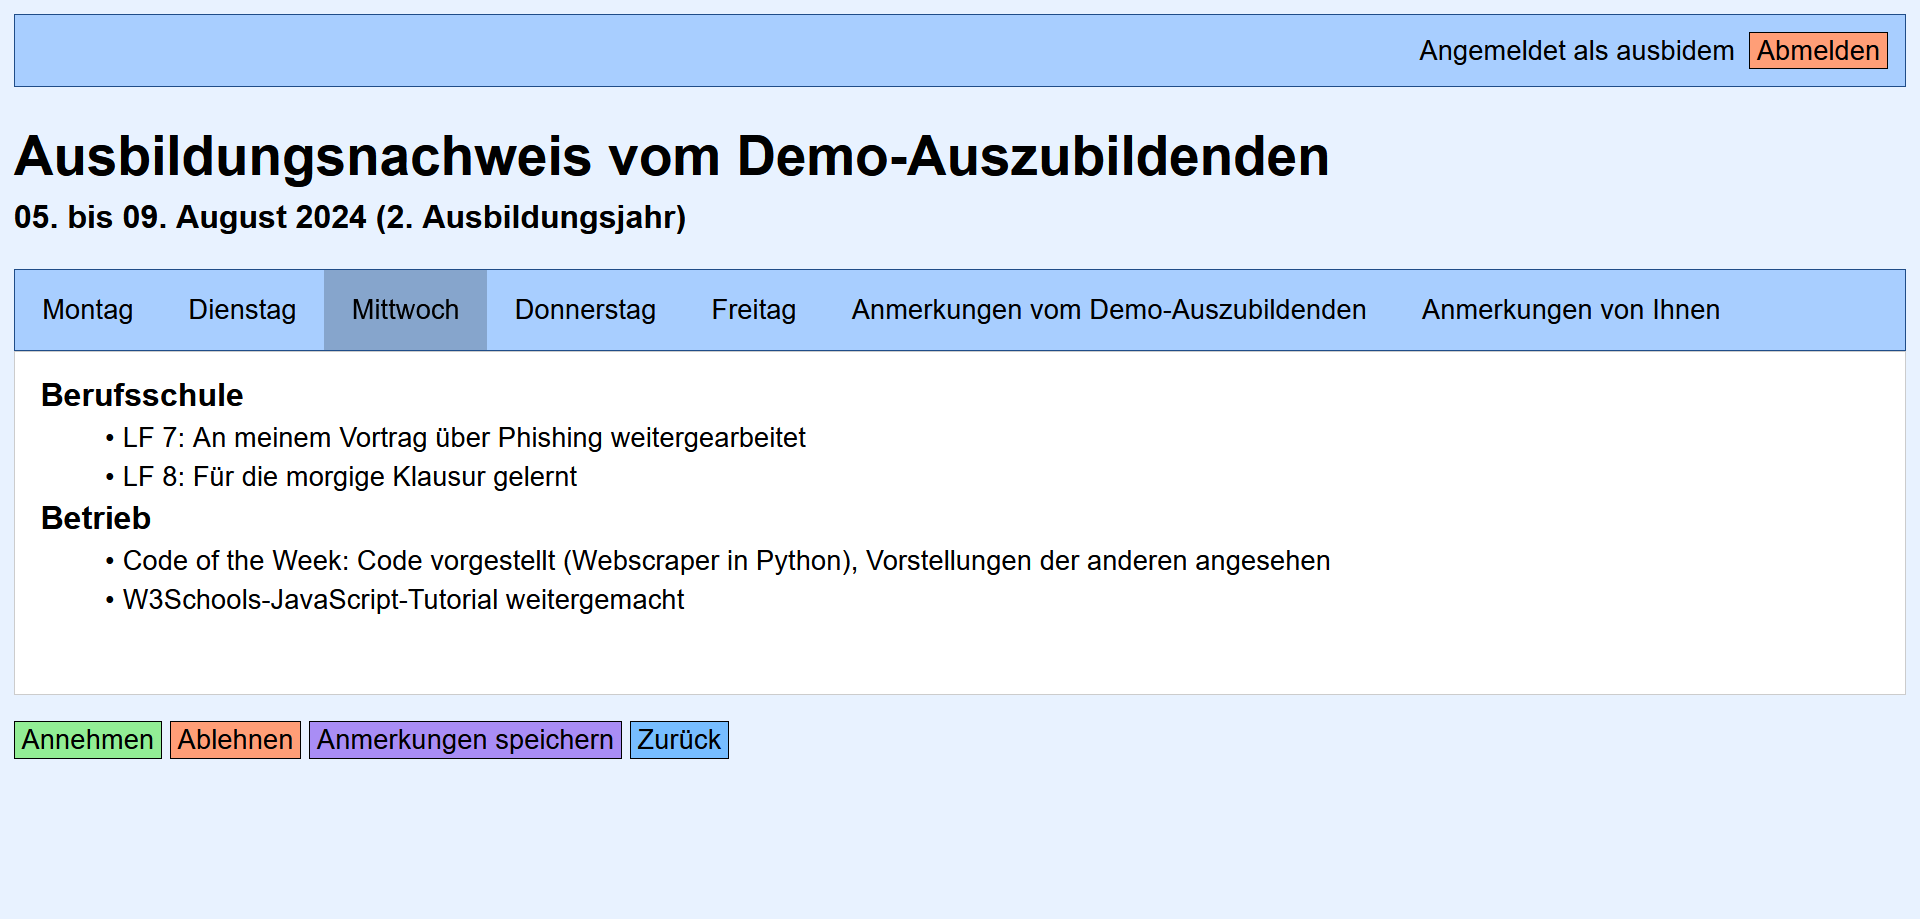 Angemeldet als ausbidem Abmelden
Ausbildungsnachweis vom Demo-Auszubildenden
05. bis 09. August 2024 (2. Ausbildungsjahr)
Montag Dienstag Mittwoch Donnerstag Freitag Anmerkungen vom Demo-Auszubildenden Anmerkungen von Ihnen
Berufsschule
• LF 7: An meinem Vortrag über Phishing weitergearbeitet
• LF 8: Für die morgige Klausur gelernt
Betrieb
• Code of the Week: Code vorgestellt (Webscraper in Python), Vorstellungen der anderen angesehen
• W3Schools-JavaScript-Tutorial weitergemacht
Annehmen Ablehnen Anmerkungen speichern Zurück